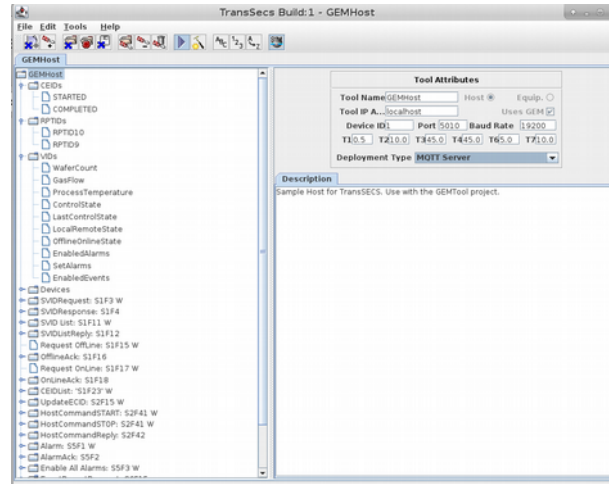 TransSecs Build:1 - GEMHost
File Edit Tools Help
GEMHost
GEMHost
CEIDs
STARTED
COMPLETED
RPTIDs
RPTID10
RPTID9
VIDs
WaferCount
GasFlow
ProcessTemperature
ControlState
LastControlState
LocalRemoteState
OfflineOnlineState
EnabledAlarms
SetAlarms
EnabledEvents
Devices
SVIDRequest: S1F3 W
SVIDResponse: S1F4
SVID List: S1F11 W
SVIDListReply: S1F12
Request OffLine: S1F15 W
OfflineAck: S1F16
Request OnLine: S1F17 W
OnLineAck: S1F18
CEIDList: 'S1F23' W
UpdateECID: S2F15 W
HostCommandSTART: S2F41 W
HostCommandSTOP: S2F41 W
HostCommandReply: S2F42
Alarm: S5F1 W
AlarmAck: S5F2
Enable All Alarms: S5F3 W
Tool Attributes
Tool Name GEMHost Host Equip.
Tool IP A... localhost Uses GEM
Device ID 1 Port 5010 Baud Rate 19200
T1 0.5 T2 10.0 T3 45.0 T4 45.0 T6 5.0 T7 10.0
Deployment Type MQTT Server
Description
Sample Host for TransSECS. Use with the GEMTool project.